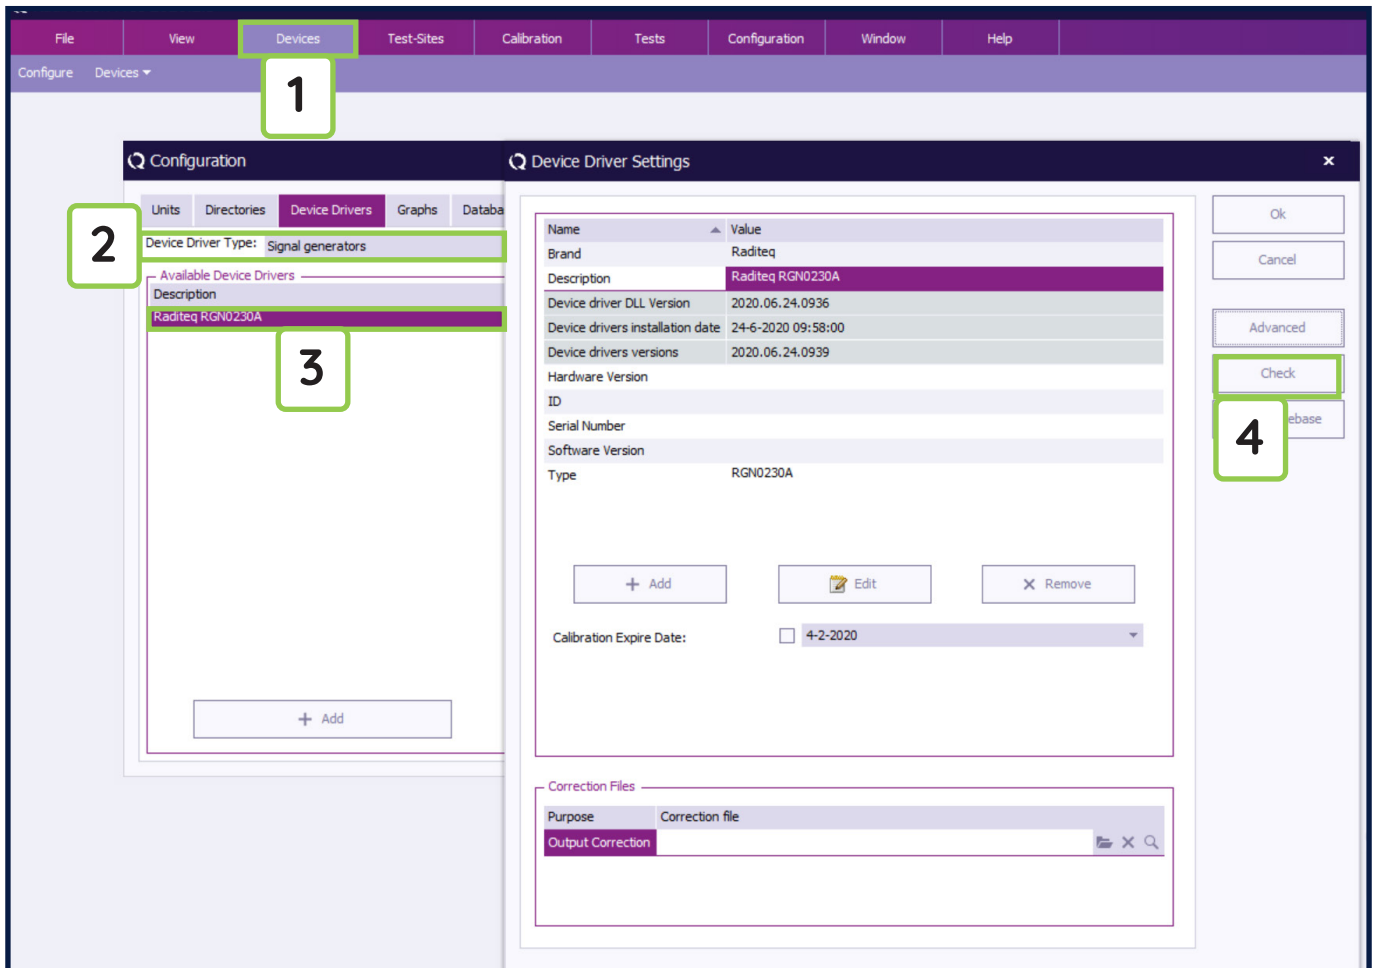 File View Devices Test-Sites Calibration Tests Configuration Window Help
Configure Devices
1
Configuration
Units Directories Device Drivers Graphs Databa
2
Device Driver Type: Signal generators
Available Device Drivers
Description
Raditeq RGN0230A
3
+ Add
Device Driver Settings
Name Value
Brand Raditeq
Description Raditeq RGN0230A
Device driver DLL Version 2020.06.24.0936
Device drivers installation date 24-6-2020 09:58:00
Device drivers versions 2020.06.24.0939
Hardware Version
ID
Serial Number
Software Version
Type RGN0230A
+ Add Edit Remove
Calibration Expire Date: 4-2-2020
Correction Files
Purpose Correction file
Output Correction
Ok
Cancel
Advanced
Check
4
ebase